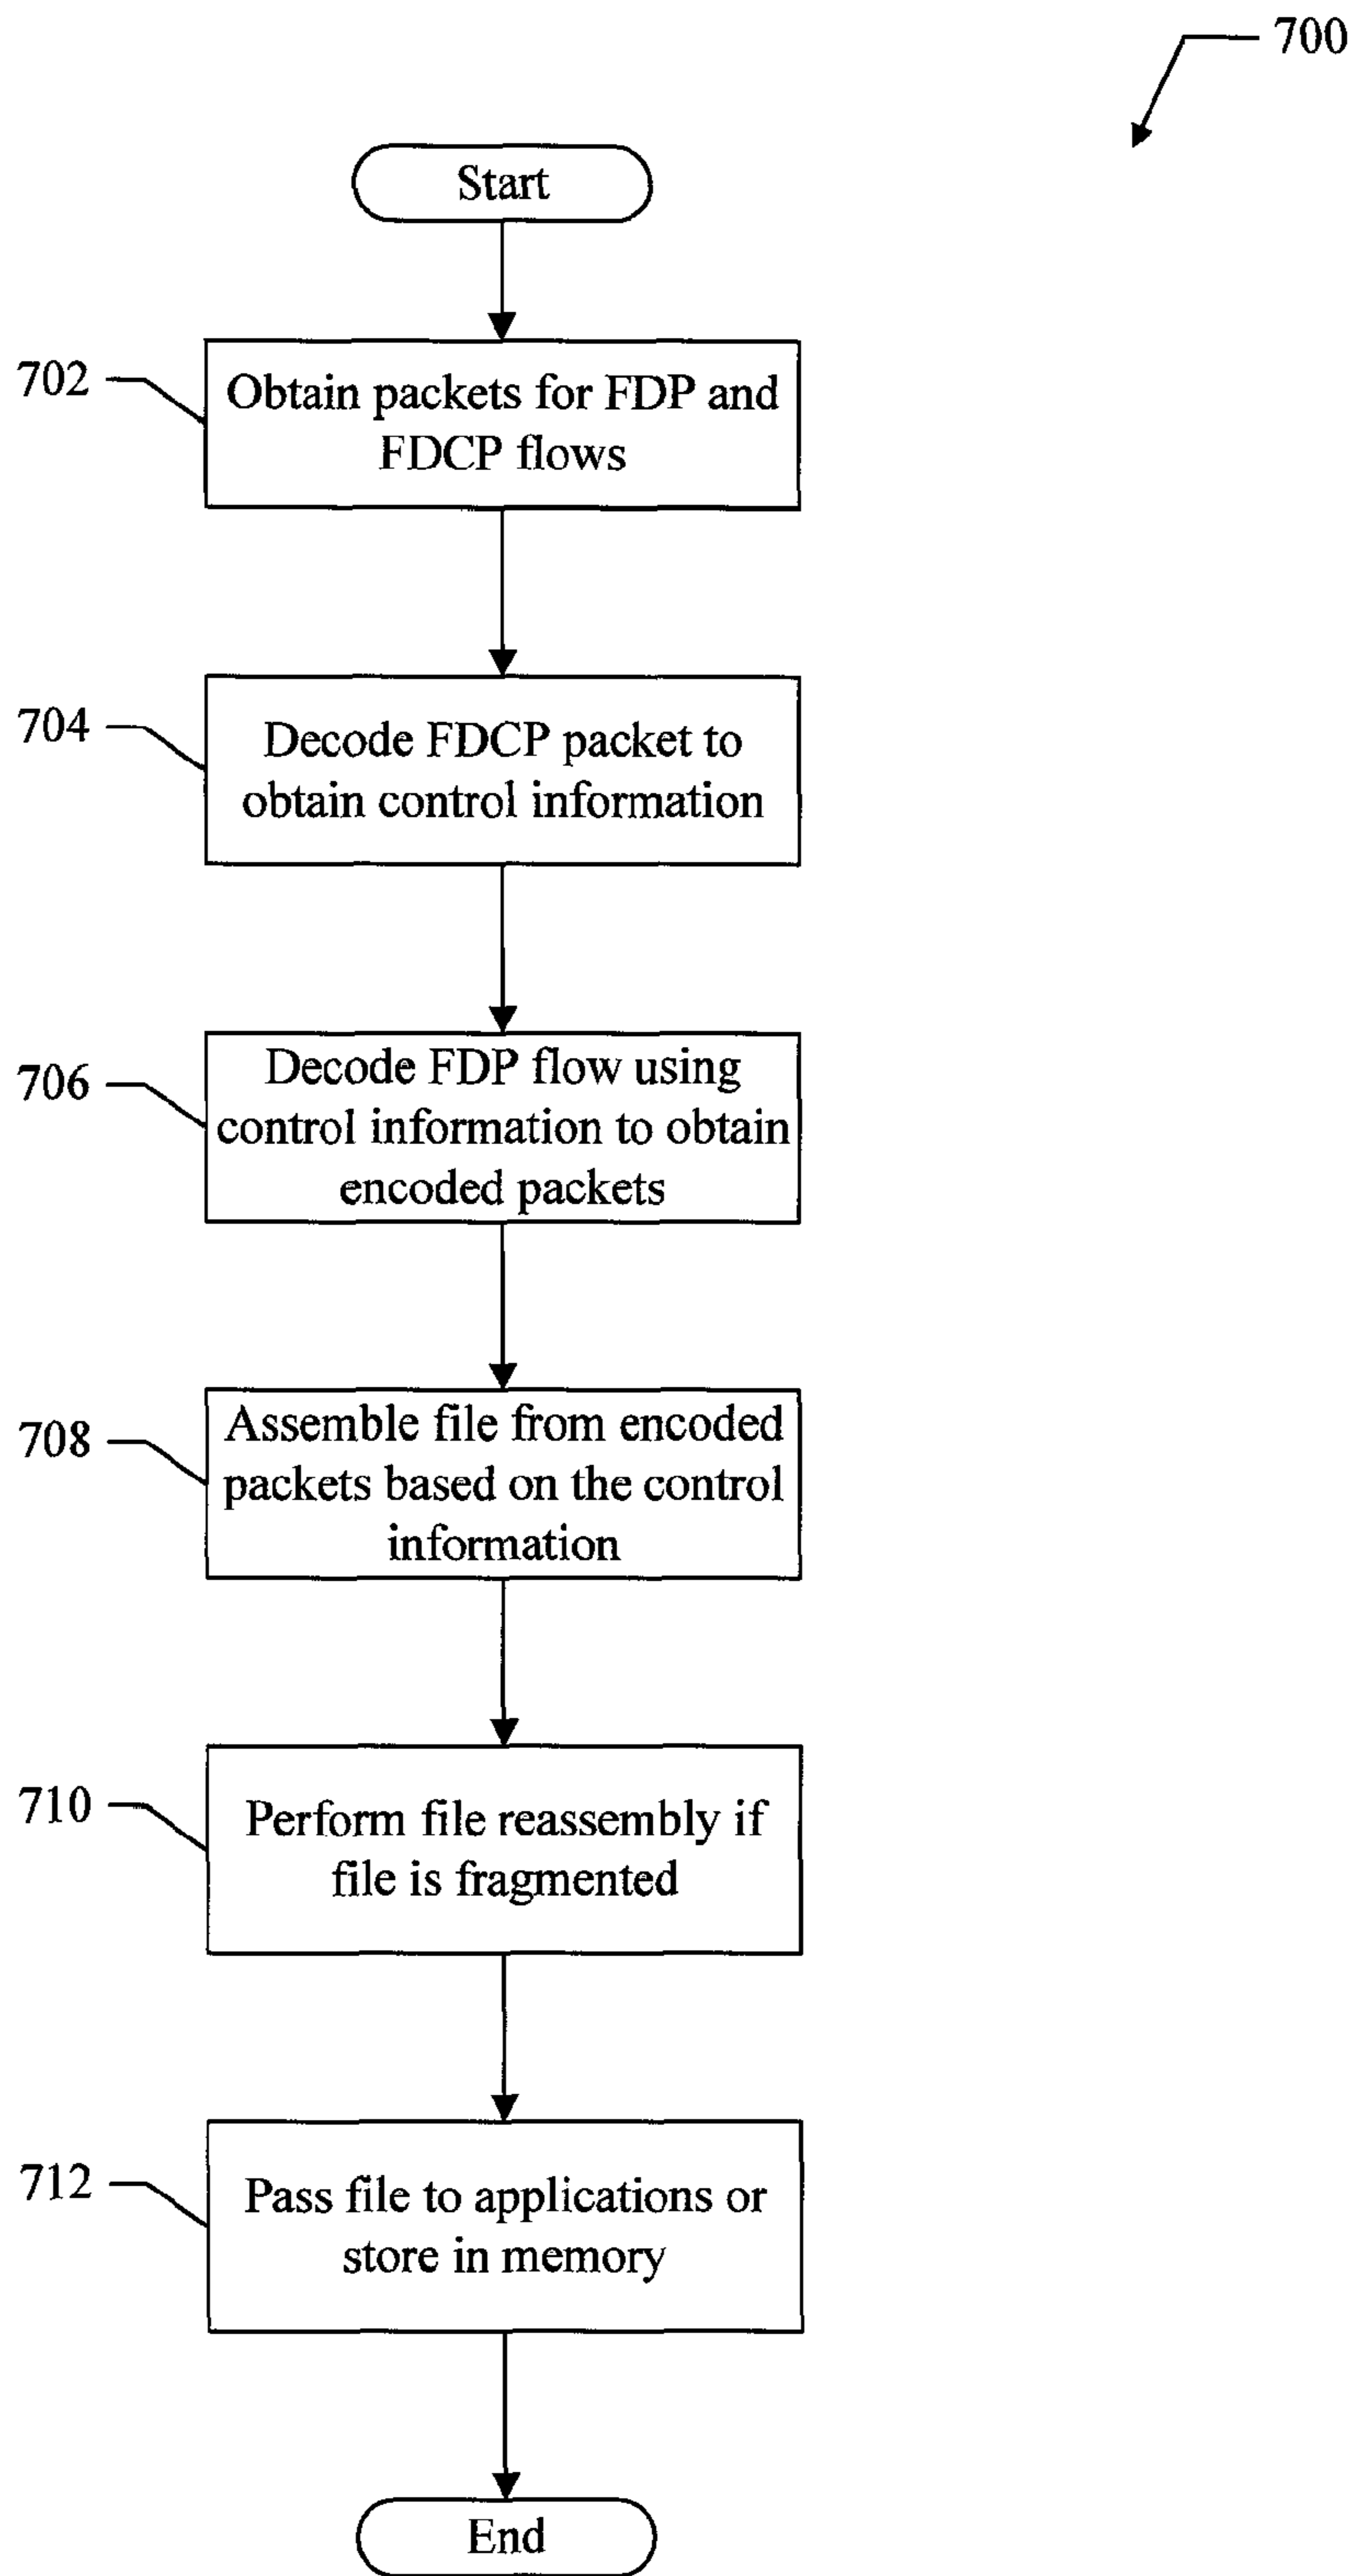 700
Start
702
Obtain packets for FDP and
FDCP flows
704
Decode FDCP packet to
obtain control information
706
Decode FDP flow using
control information to obtain
encoded packets
708
Assemble file from encoded
packets based on the control
information
710
Perform file reassembly if
file is fragmented
712
Pass file to applications or
store in memory
End